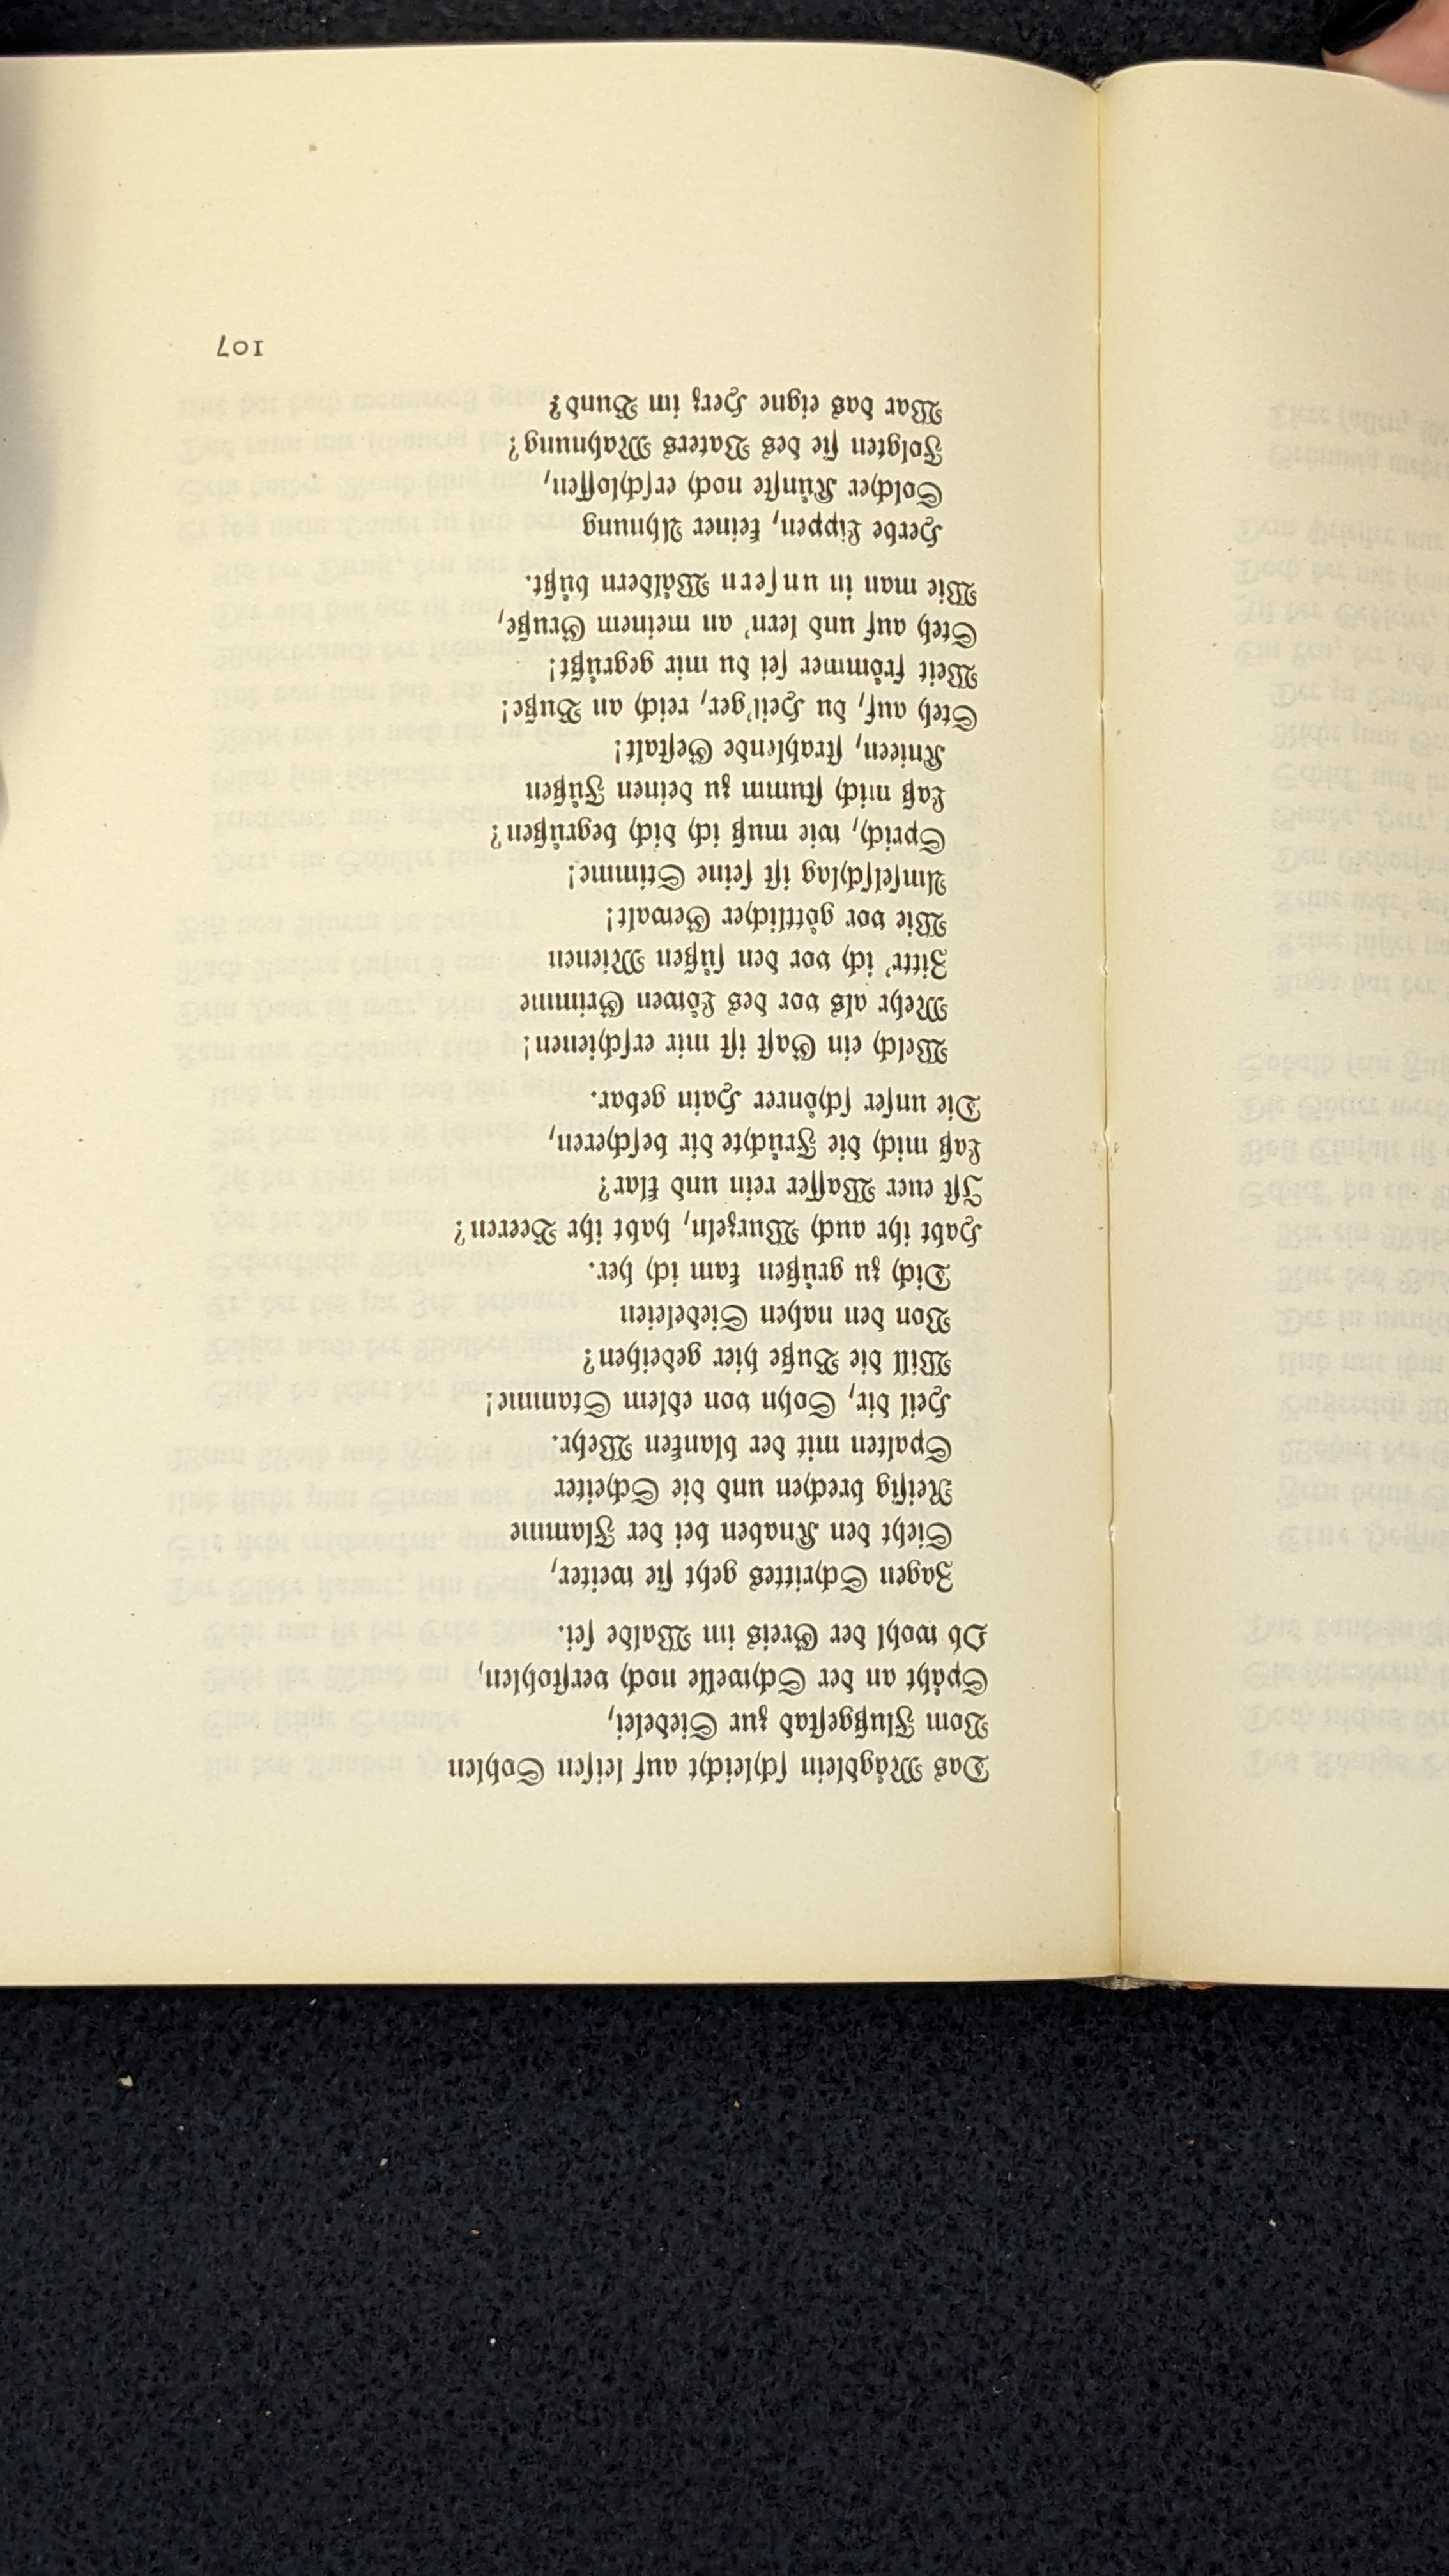 Das Mägdlein schleicht auf leisen Sohlen
Vom Flußgestad zur Siedelei,
Späht an der Schwelle noch verstohlen,
Ob wohl der Greis im Walde sei.
Zagen Schrittes geht sie weiter,
Sieht den Knaben bei der Flamme
Reisig brechen und die Scheiter
Spalten mit der blanken Wehr.
Heil dir, Sohn von edlem Stamme!
Will die Buße hier gedeihen?
Von den nahen Siedeleien
Dich zu grüßen kam ich her.
Habt ihr auch Wurzeln, habt ihr Beeren?
Ist euer Wasser rein und klar?
Laß mich die Früchte dir bescheren,
Die unser schönrer Hain gebar.
Welch ein Gast ist mir erschienen!
Mehr als vor des Löwen Grimme
Zittr' ich vor den süßen Mienen
Wie vor göttlicher Gewalt!
Amselschlag ist seine Stimme!
Sprich, wie muß ich dich begrüßen?
Laß mich stumm zu deinen Füßen
Knieen, strahlende Gestalt!
Steh auf, du Heil'ger, reich an Buße!
Weit frömmer sei du mir gegrüßt!
Steh auf und lern' an meinem Gruße,
Wie man in unsern Wäldern büßt.
Herbe Lippen, keiner Ahnung
Solcher Künste noch erschlossen,
Folgten sie des Vaters Mahnung?
War das eigne Herz im Bund?
107